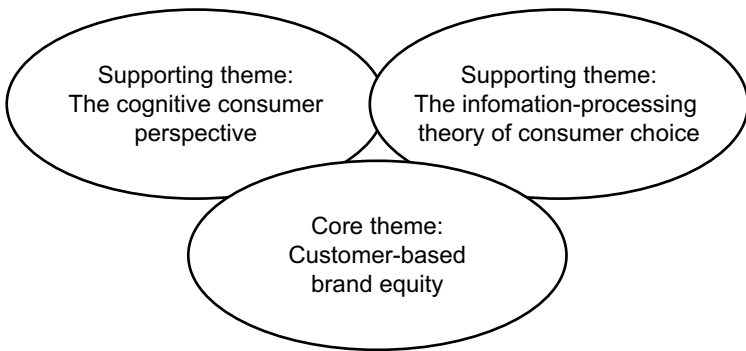 Supporting theme:
The cognitive consumer
perspective
Supporting theme:
The infomation-processing
theory of consumer choice
Core theme:
Customer-based
brand equity